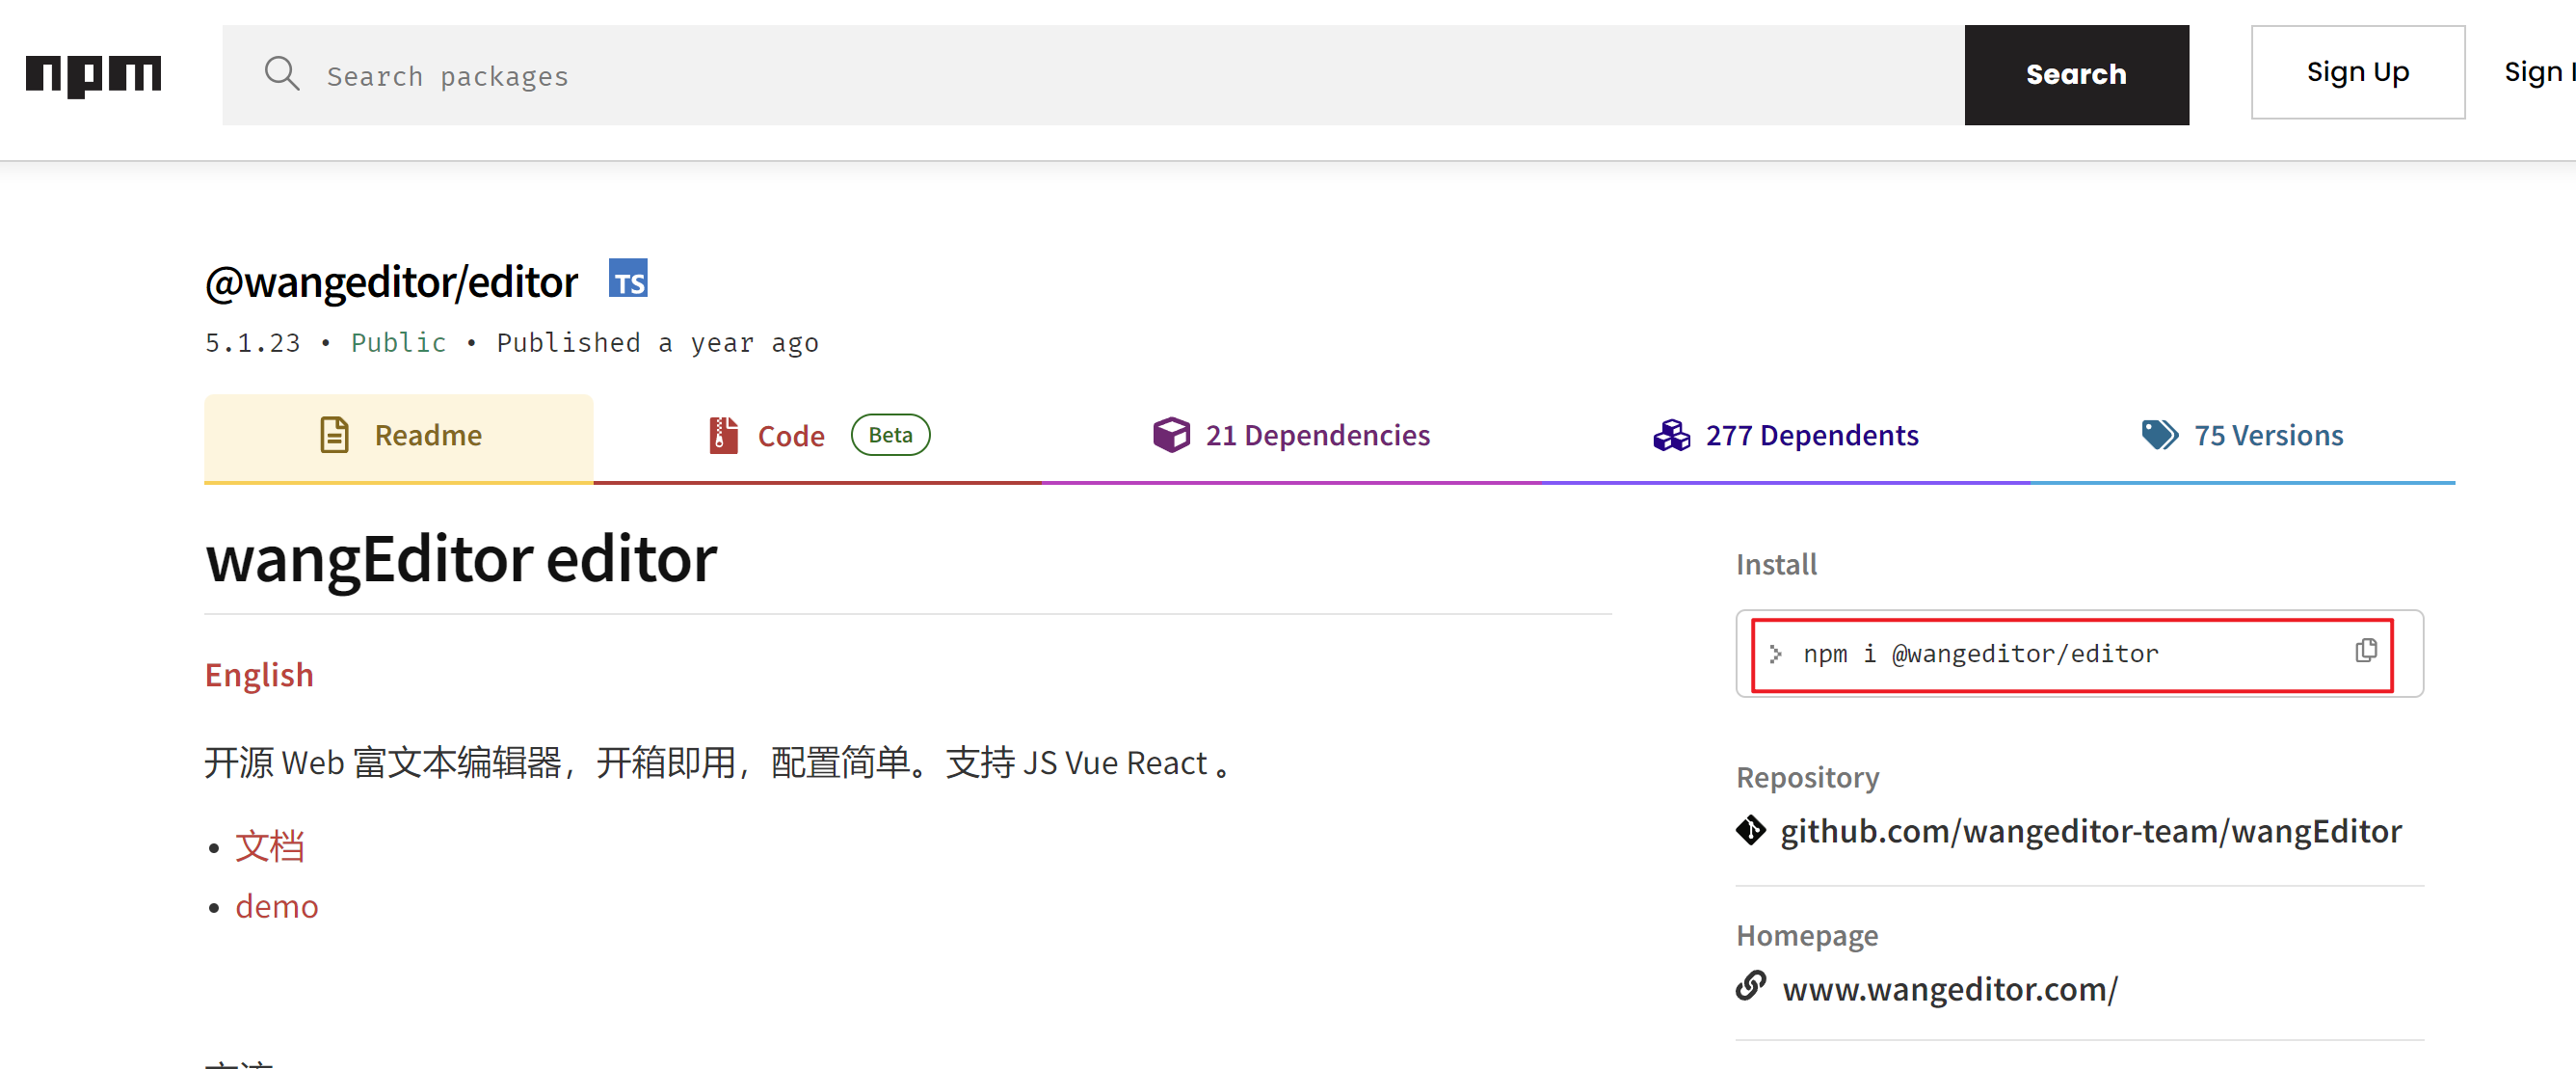 npm
Search packages
Search
Sign Up
Sign
@wangeditor/editor
TS
5.1.23 • Public • Published a year ago
Readme
Code
Beta
21 Dependencies
277 Dependents
75 Versions
wangEditor editor
English
开源 Web 富文本编辑器，开箱即用，配置简单。支持 JS Vue React 。
• 文档
• demo
Install
> npm i @wangeditor/editor
Repository
github.com/wangeditor-team/wangEditor
Homepage
www.wangeditor.com/